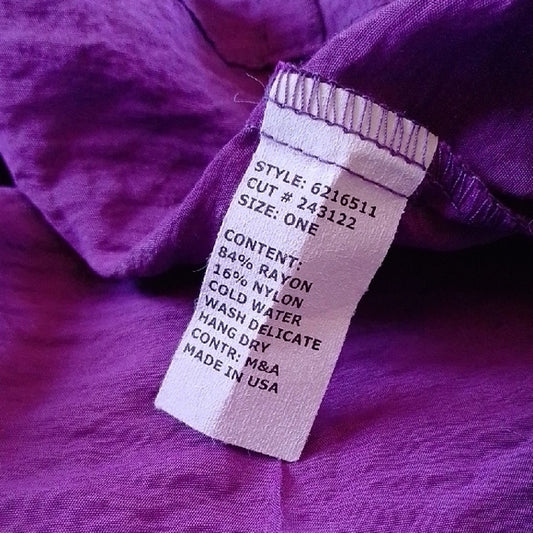 STYLE: 6216511
CUT # 243122
SIZE: ONE
CONTENT:
84% RAYON
16% NYLON
COLD WATER
WASH DELICATE
HANG DRY
CONTR: M&A
MADE IN USA